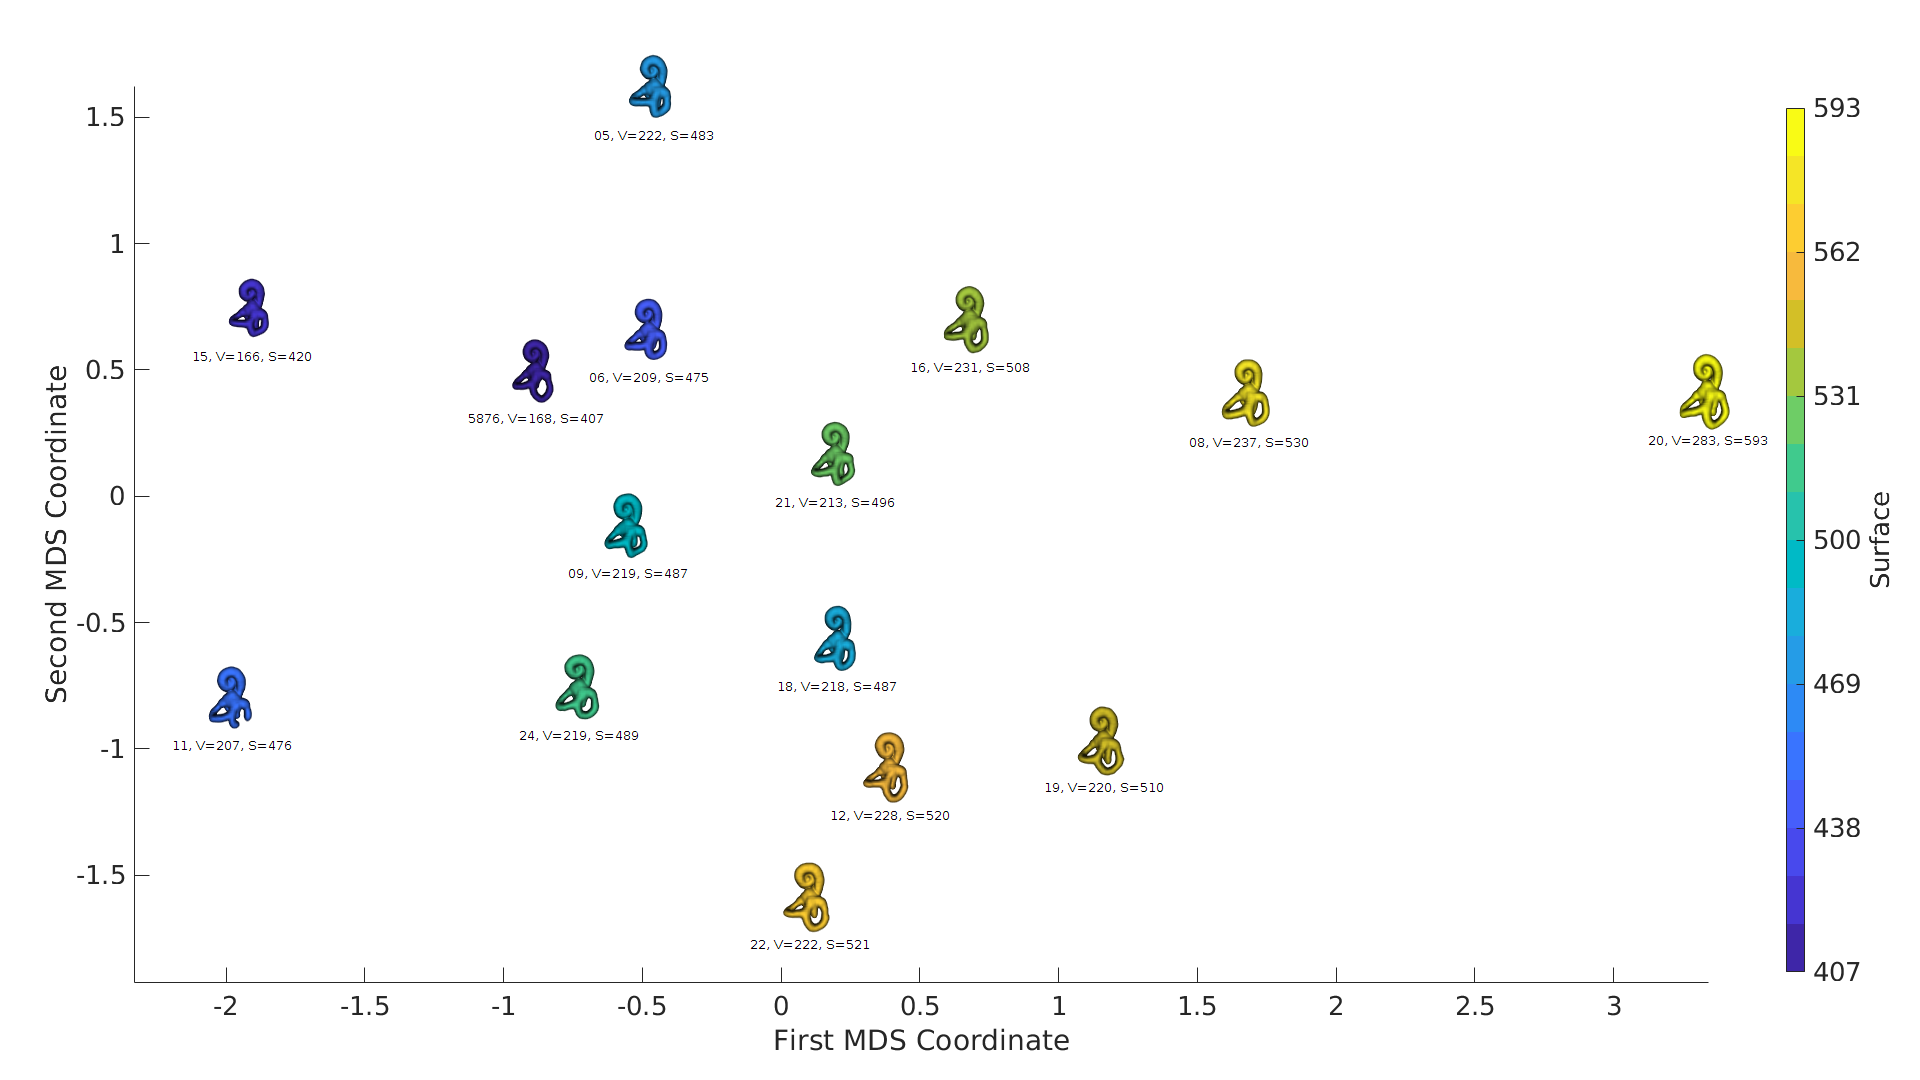 05, V=222, S=483
15, V=166, S=420
06, V=209, S=475
16, V=231, S=508
5876, V=168, S=407
08, V=237, S=530
20, V=283, S=593
21, V=213, S=496
09, V=219, S=487
18, V=218, S=487
11, V=207, S=476
24, V=219, S=489
19, V=220, S=510
12, V=228, S=520
22, V=222, S=521
Second MDS Coordinate
1.5
1
0.5
0
-0.5
-1
-1.5
-2
-1.5
-1
-0.5
0
0.5
1
1.5
2
2.5
3
First MDS Coordinate
593
562
531
500
469
438
407
Surface